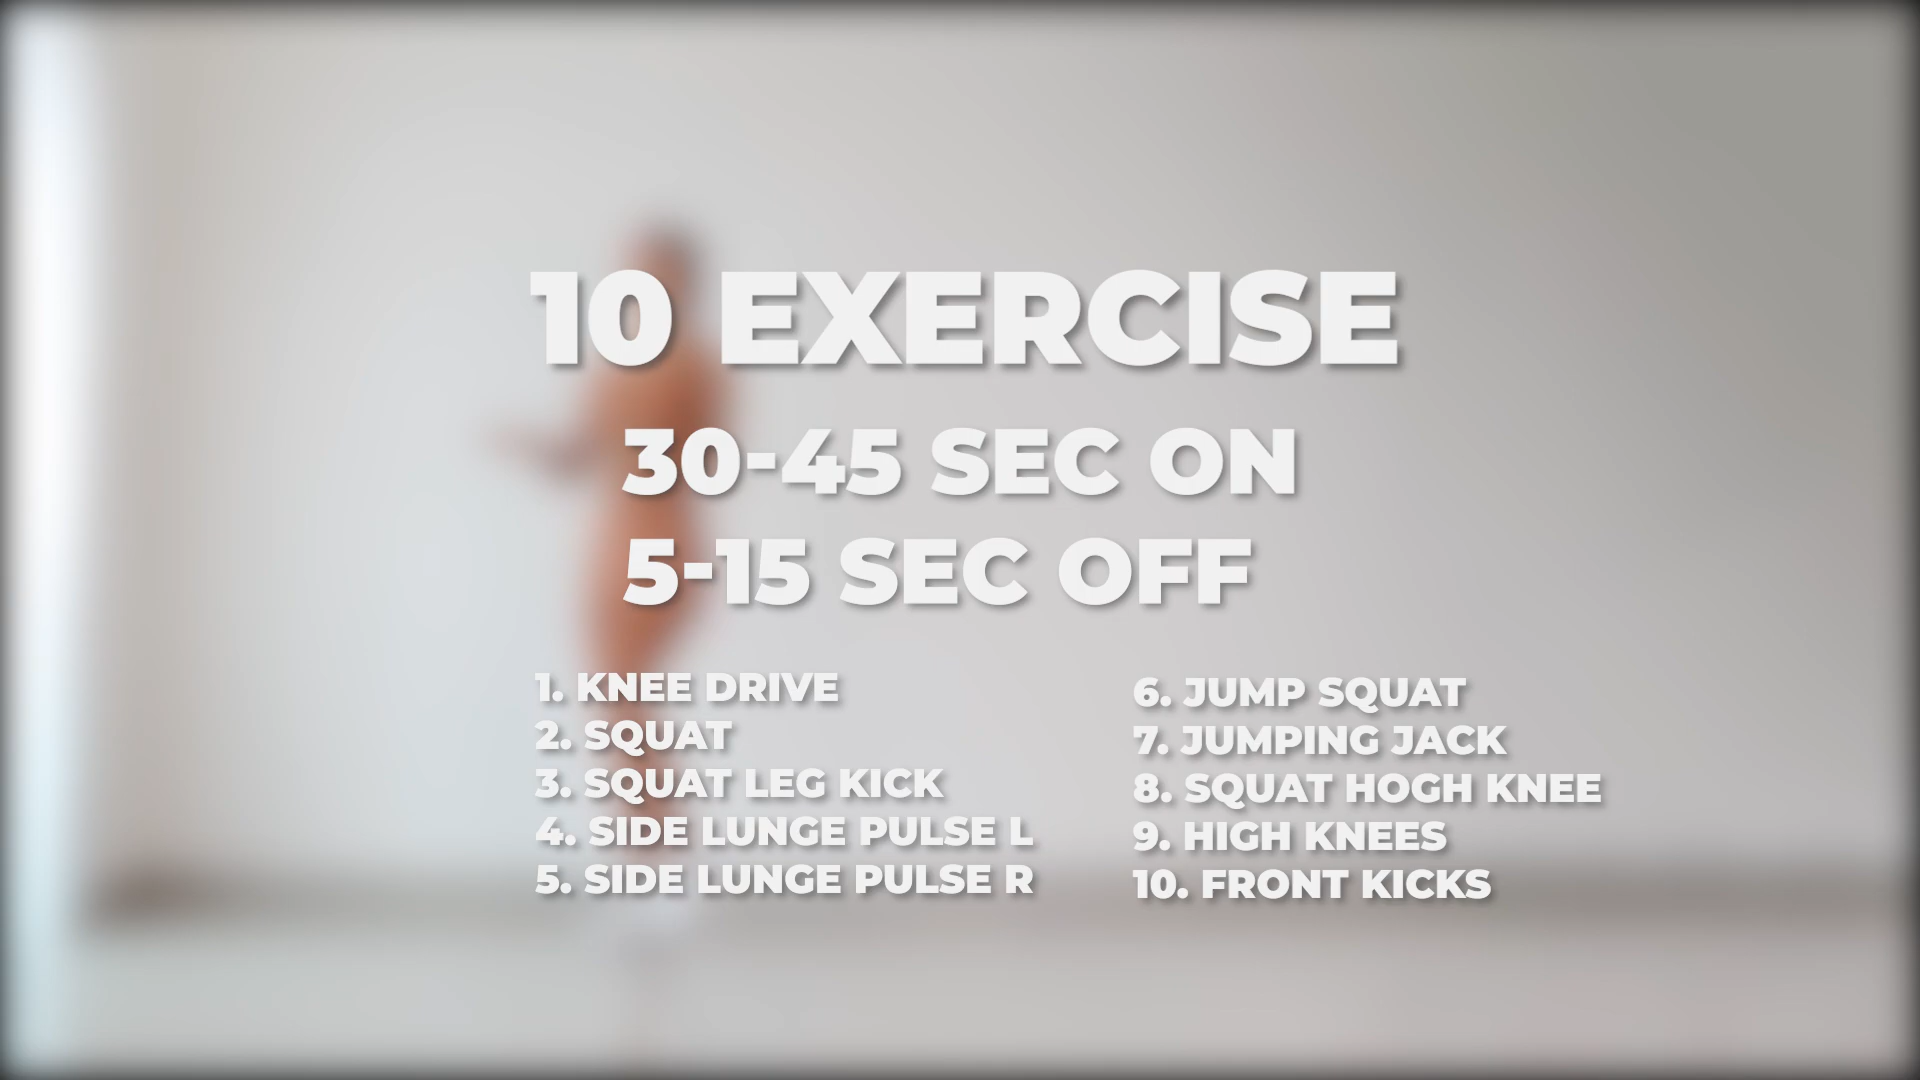 10 EXERCISE
30-45 SEC ON
5-15 SEC OFF
1. KNEE DRIVE
2. SQUAT
3. SQUAT LEG KICK
4. SIDE LUNGE PULSE L
5. SIDE LUNGE PULSE R
6. JUMP SQUAT
7. JUMPING JACK
8. SQUAT HOGH KNEE
9. HIGH KNEES
10. FRONT KICKS